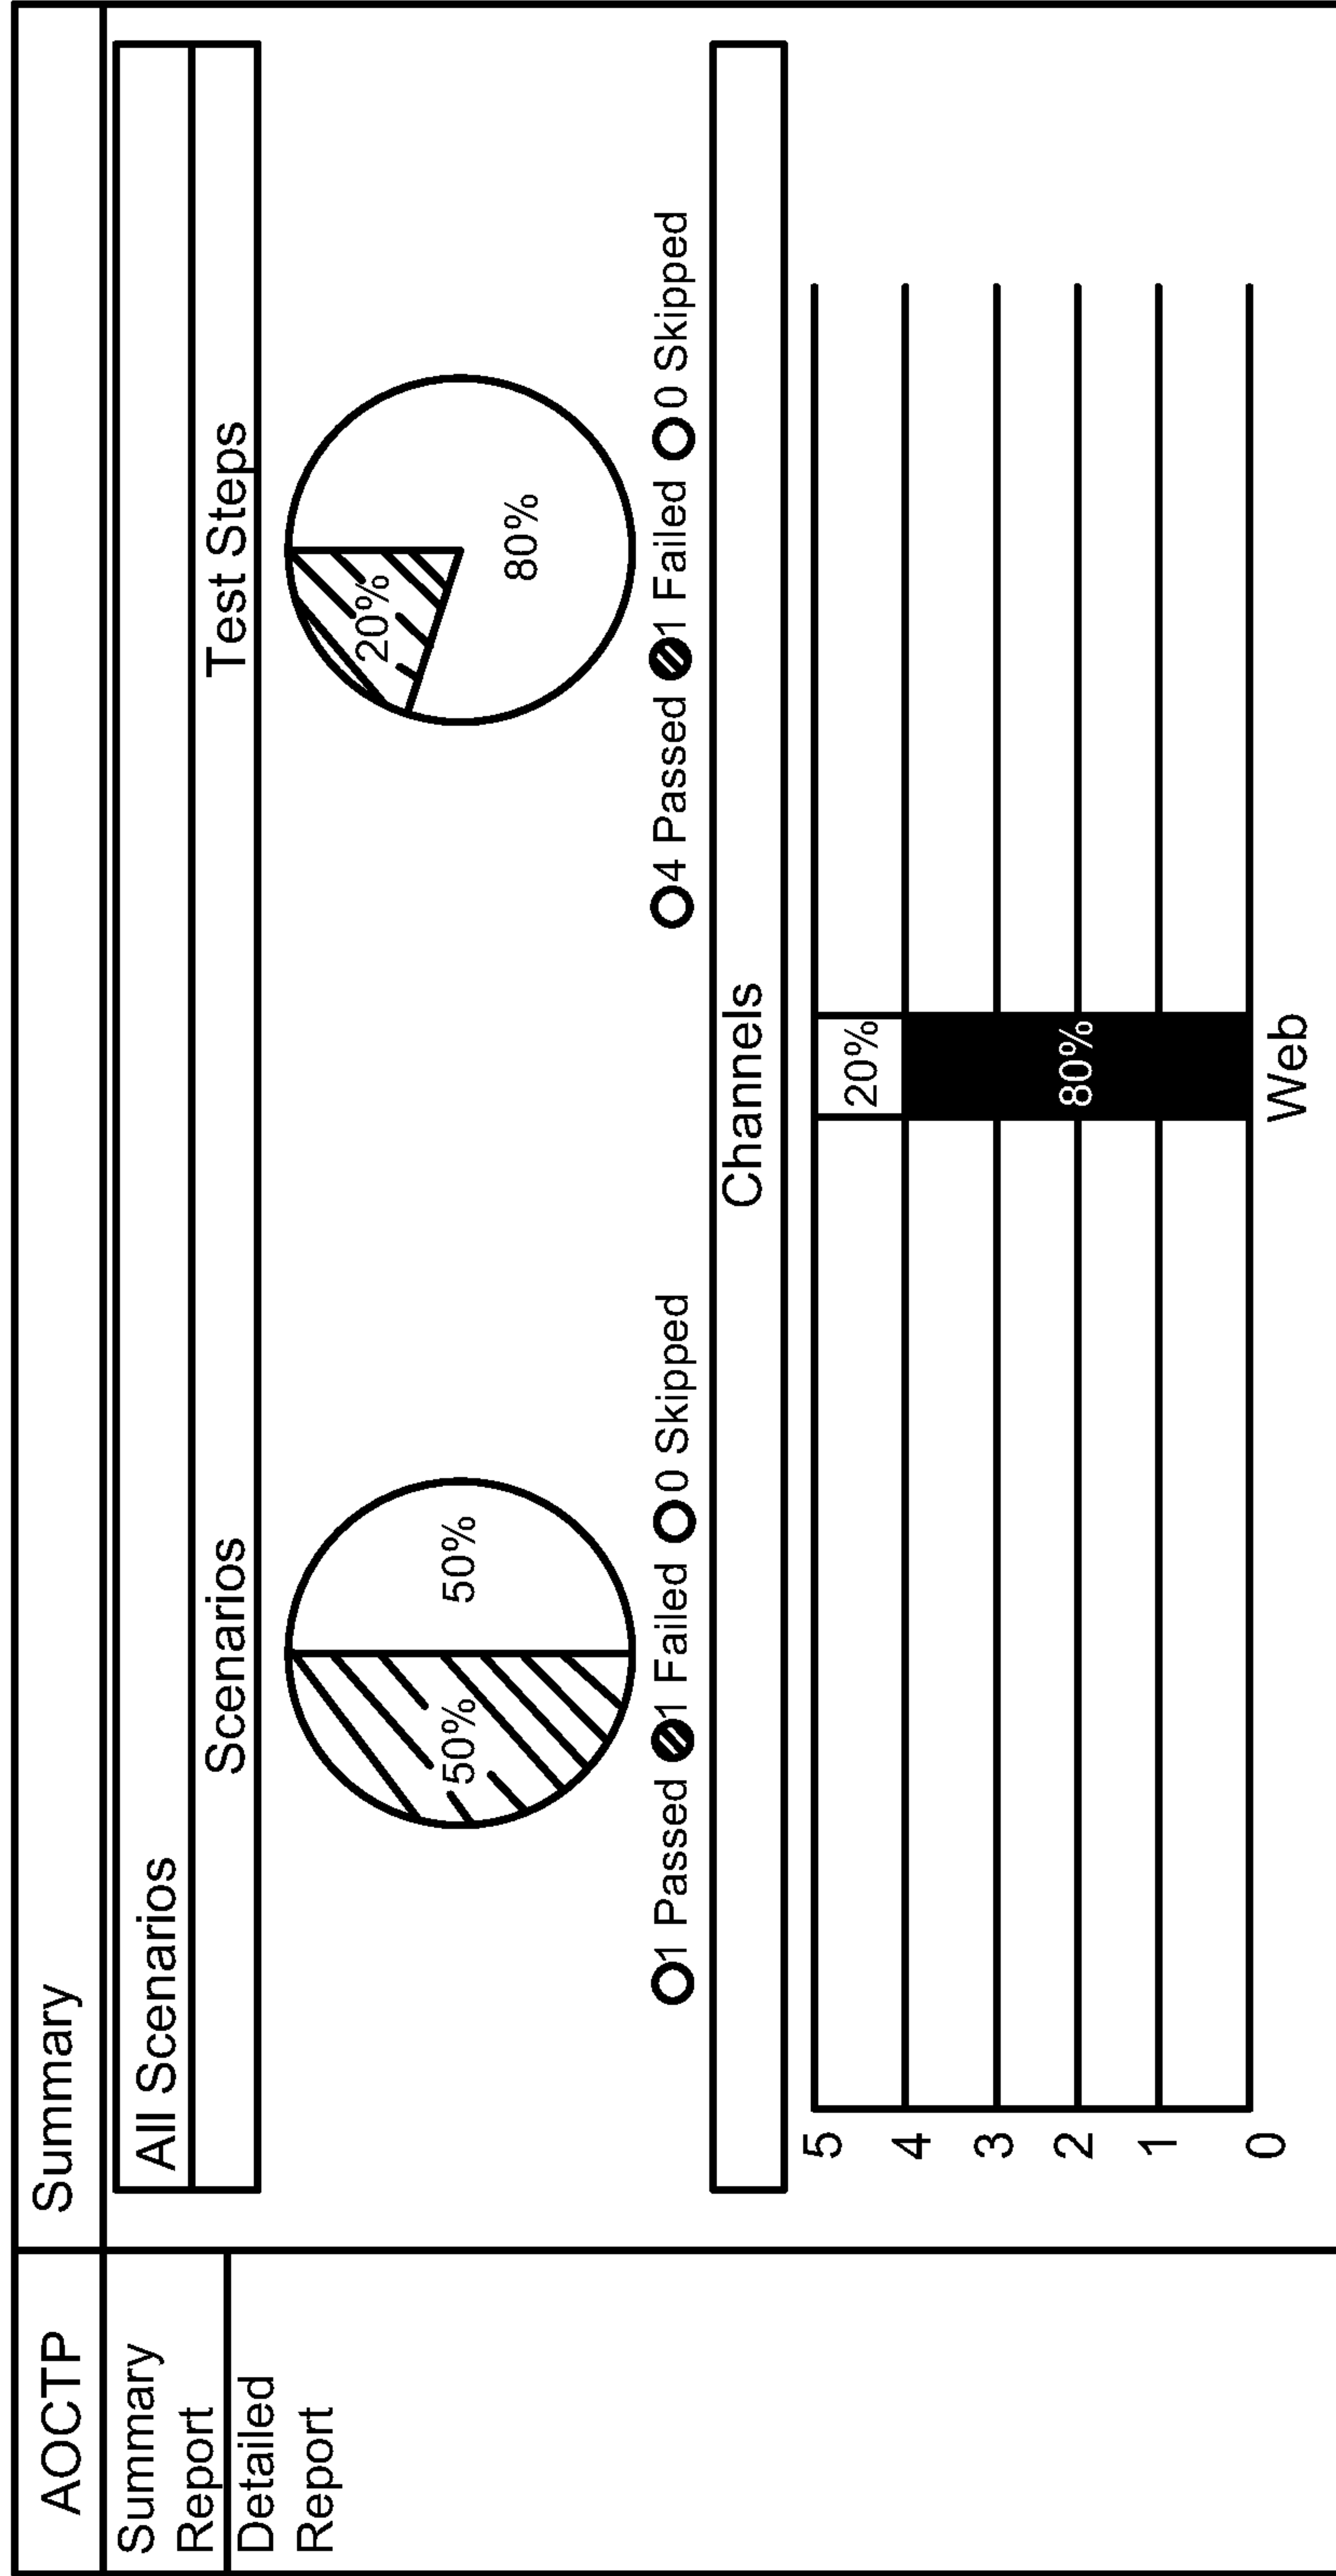 AOCTP
Summary
Summary
Report
Detailed
Report
All Scenarios
Scenarios
Test Steps
50%
50%
20%
80%
1 Passed 1 Failed 0 Skipped
4 Passed 1 Failed 0 Skipped
Channels
5
4
3
2
1
0
20%
80%
Web